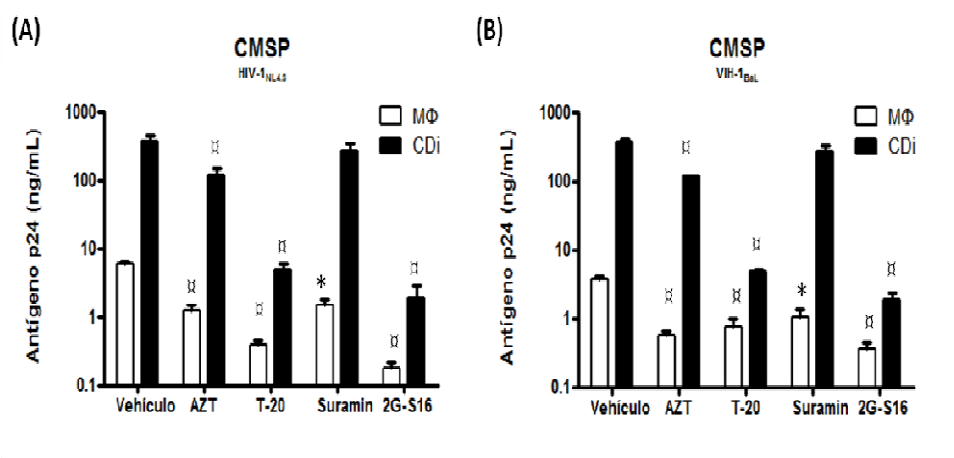 (A)
CMSP
HIV-1NL4.3
Antígeno p24 (ng/mL)
1000
100
10
1
0.1
MΦ
CDi
¤
¤
¤
¤
*
¤
¤
Vehículo AZT T-20 Suramin 2G-S16
(B)
CMSP
VIH-1BaL
Antígeno p24 (ng/mL)
1000
100
10
1
0.1
MΦ
CDi
¤
¤
¤
¤
*
¤
¤
Vehículo AZT T-20 Suramin 2G-S16